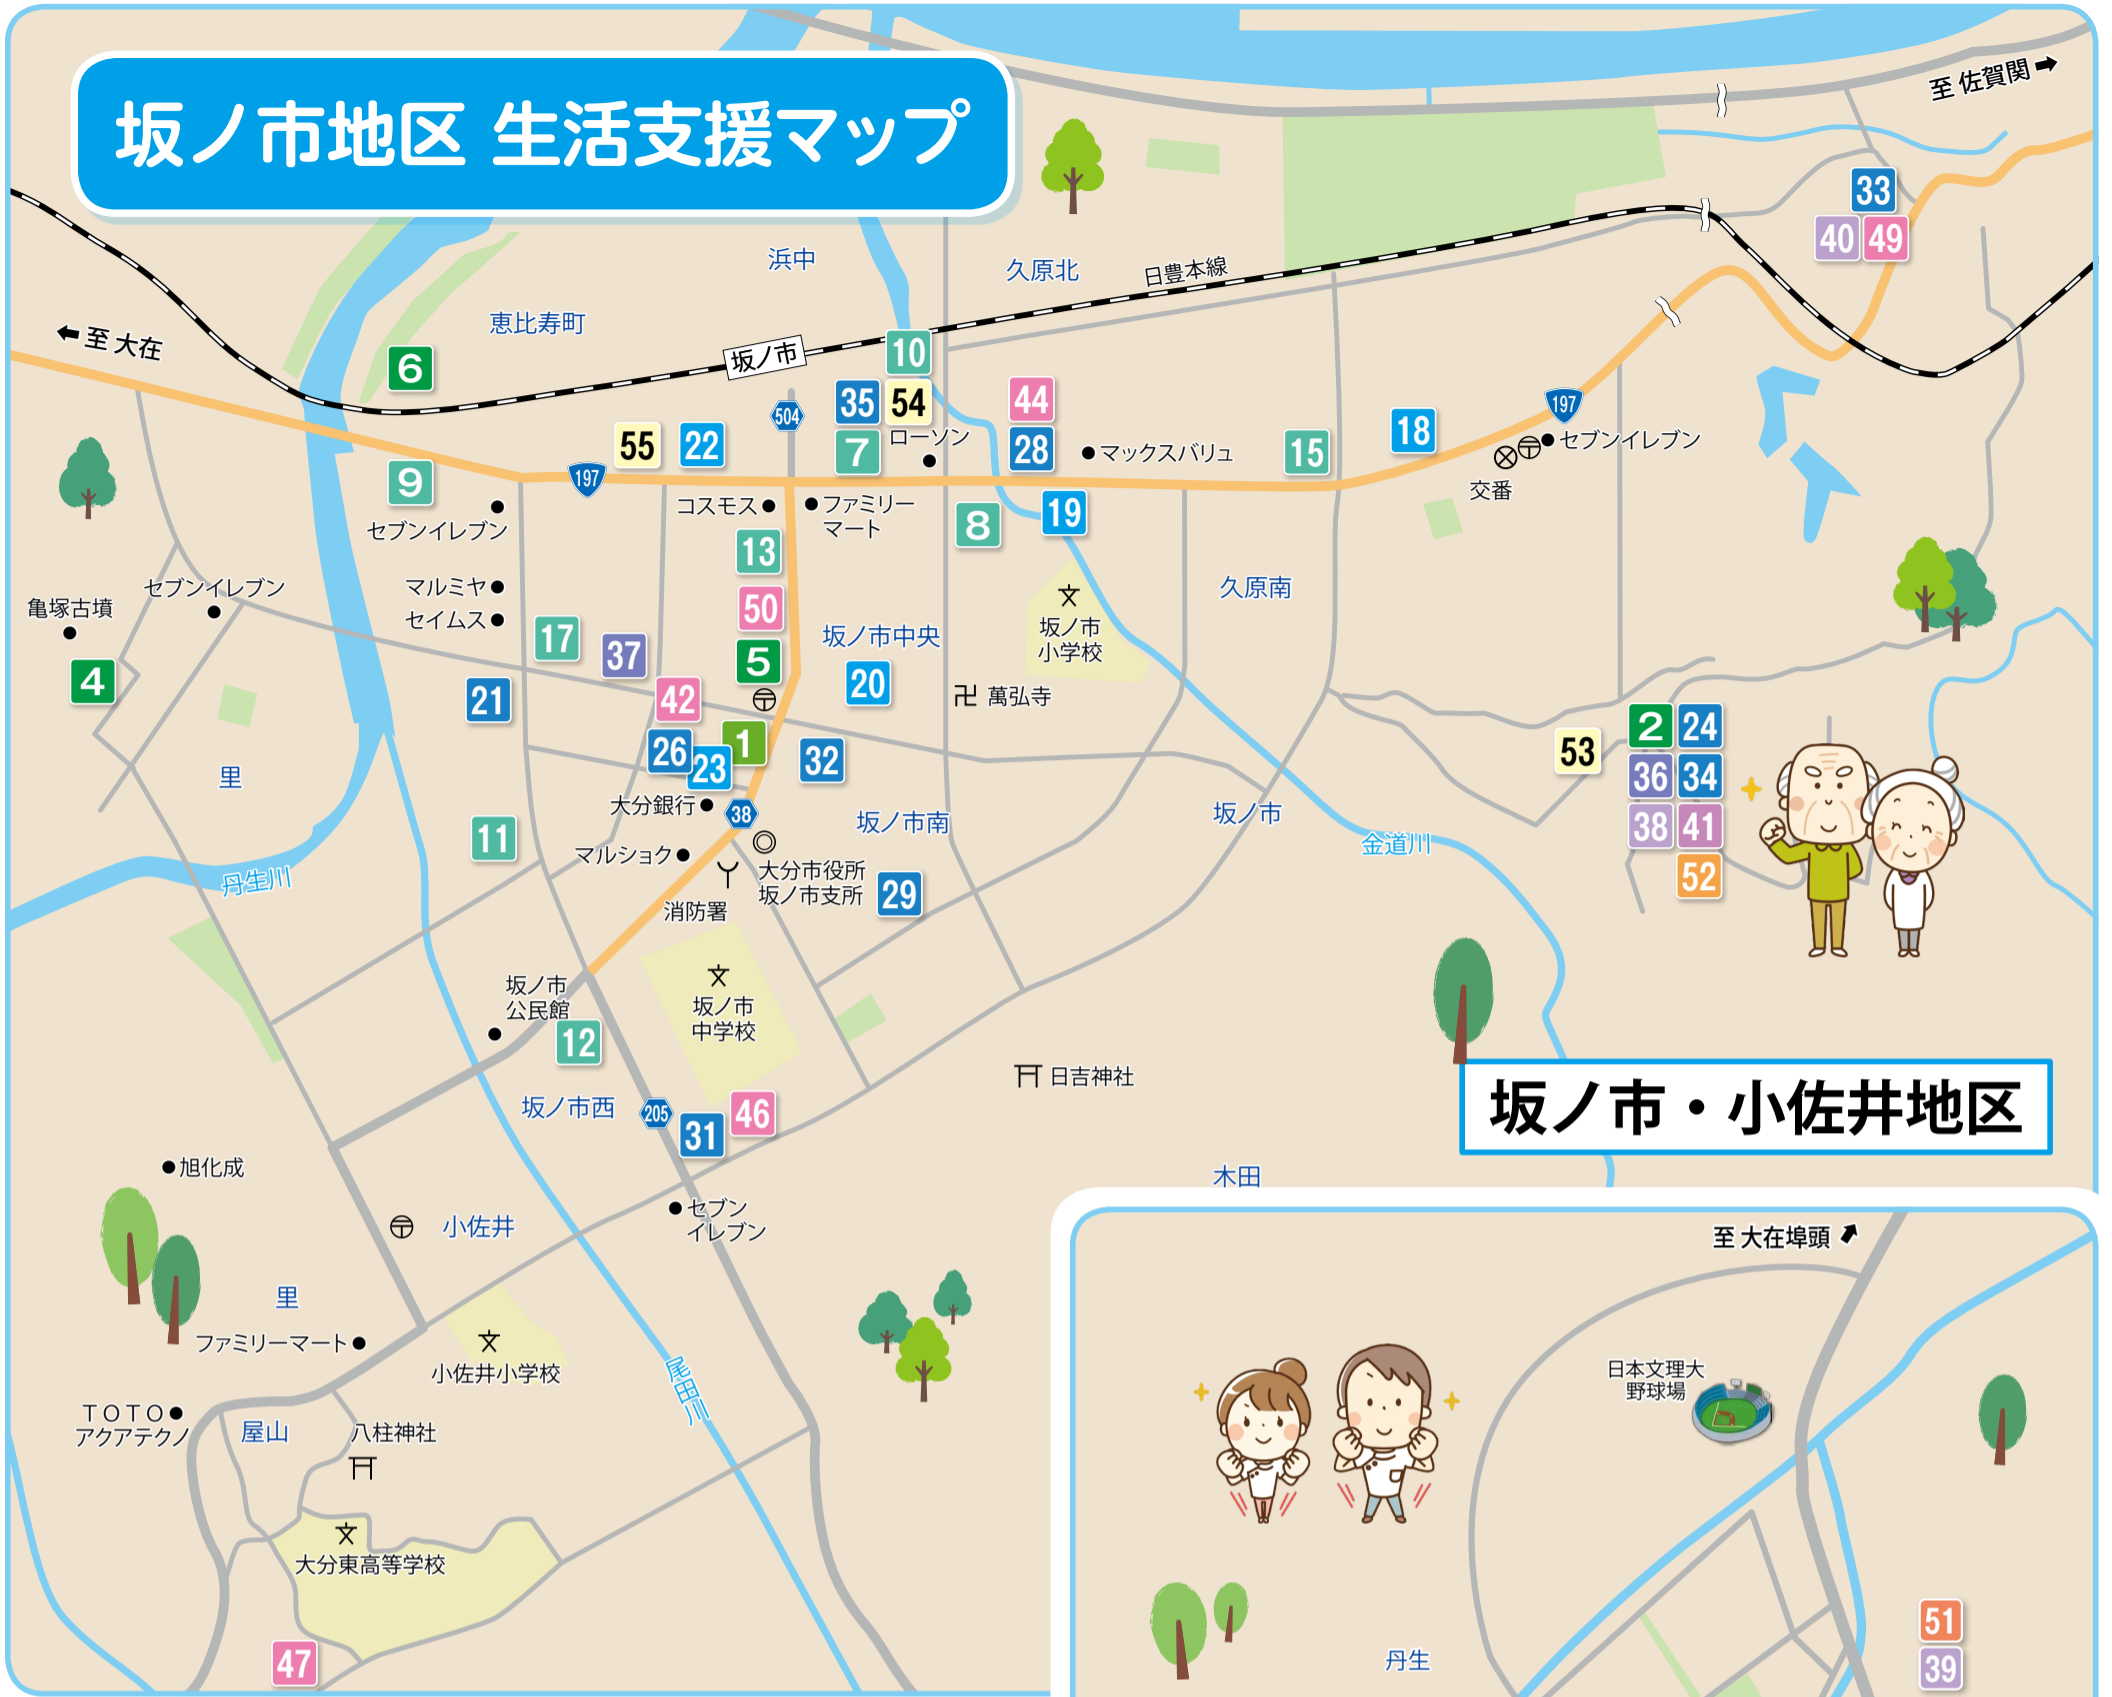 坂ノ市地区 生活支援マップ
至 佐賀関
33
40
49
浜中
久原北
日豊本線
恵比寿町
至 大在
坂ノ市
10
6
504
35
54
44
197
18
55
22
7
ローソン
28
マックスバリュ
15
セブンイレブン
交番
197
9
セブンイレブン
コスモス
ファミリー
マート
8
19
13
マルミヤ
セイムス
セブンイレブン
亀塚古墳
50
久原南
坂ノ市
小学校
坂ノ市中央
17
37
5
4
20
21
42
萬弘寺
1
26
23
32
53
2
24
36
34
38
41
52
里
大分銀行
38
坂ノ市南
坂ノ市
金道川
11
マルショク
大分市役所
坂ノ市支所
29
丹生川
消防署
坂ノ市
公民館
坂ノ市
中学校
12
日吉神社
坂ノ市・小佐井地区
坂ノ市西
205
31
46
旭化成
木田
小佐井
セブン
イレブン
至 大在埠頭
里
ファミリーマート
小佐井小学校
尾田川
日本文理大
野球場
TOTO
アクアテクノ
屋山
八柱神社
大分東高等学校
51
47
丹生
39